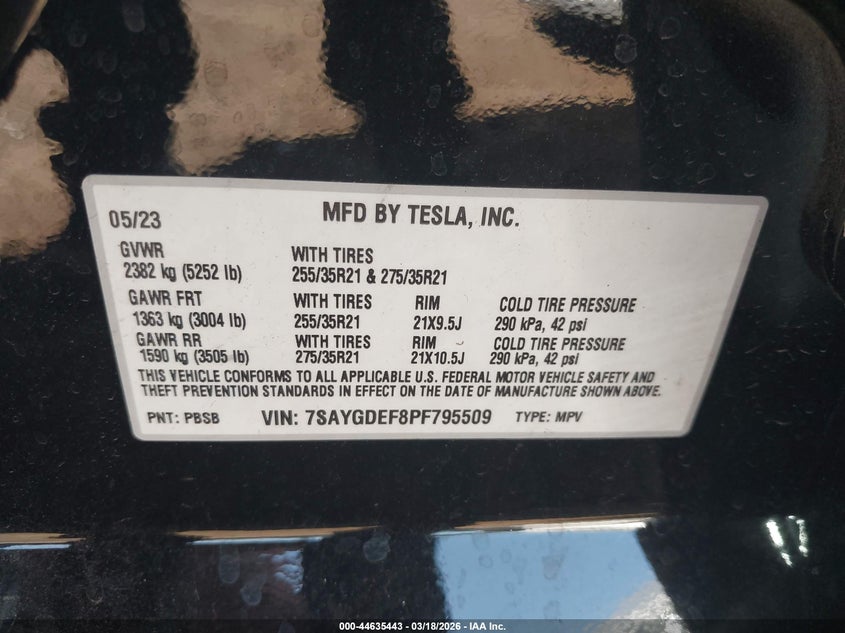 05/23 MFD BY TESLA, INC.
GVWR WITH TIRES
2382 kg (5252 lb) 255/35R21 & 275/35R21
GAWR FRT WITH TIRES RIM COLD TIRE PRESSURE
1363 kg (3004 lb) 255/35R21 21X9.5J 290 kPa, 42 psi
GAWR RR WITH TIRES RIM COLD TIRE PRESSURE
1590 kg (3505 lb) 275/35R21 21X10.5J 290 kPa, 42 psi
THIS VEHICLE CONFORMS TO ALL APPLICABLE U.S. FEDERAL MOTOR VEHICLE SAFETY AND
THEFT PREVENTION STANDARDS IN EFFECT ON THE DATE OF MANUFACTURE SHOWN ABOVE.
PNT: PBSB VIN: 7SAYGDEF8PF795509 TYPE: MPV
000-44635443 - 03/18/2026 - IAA Inc.